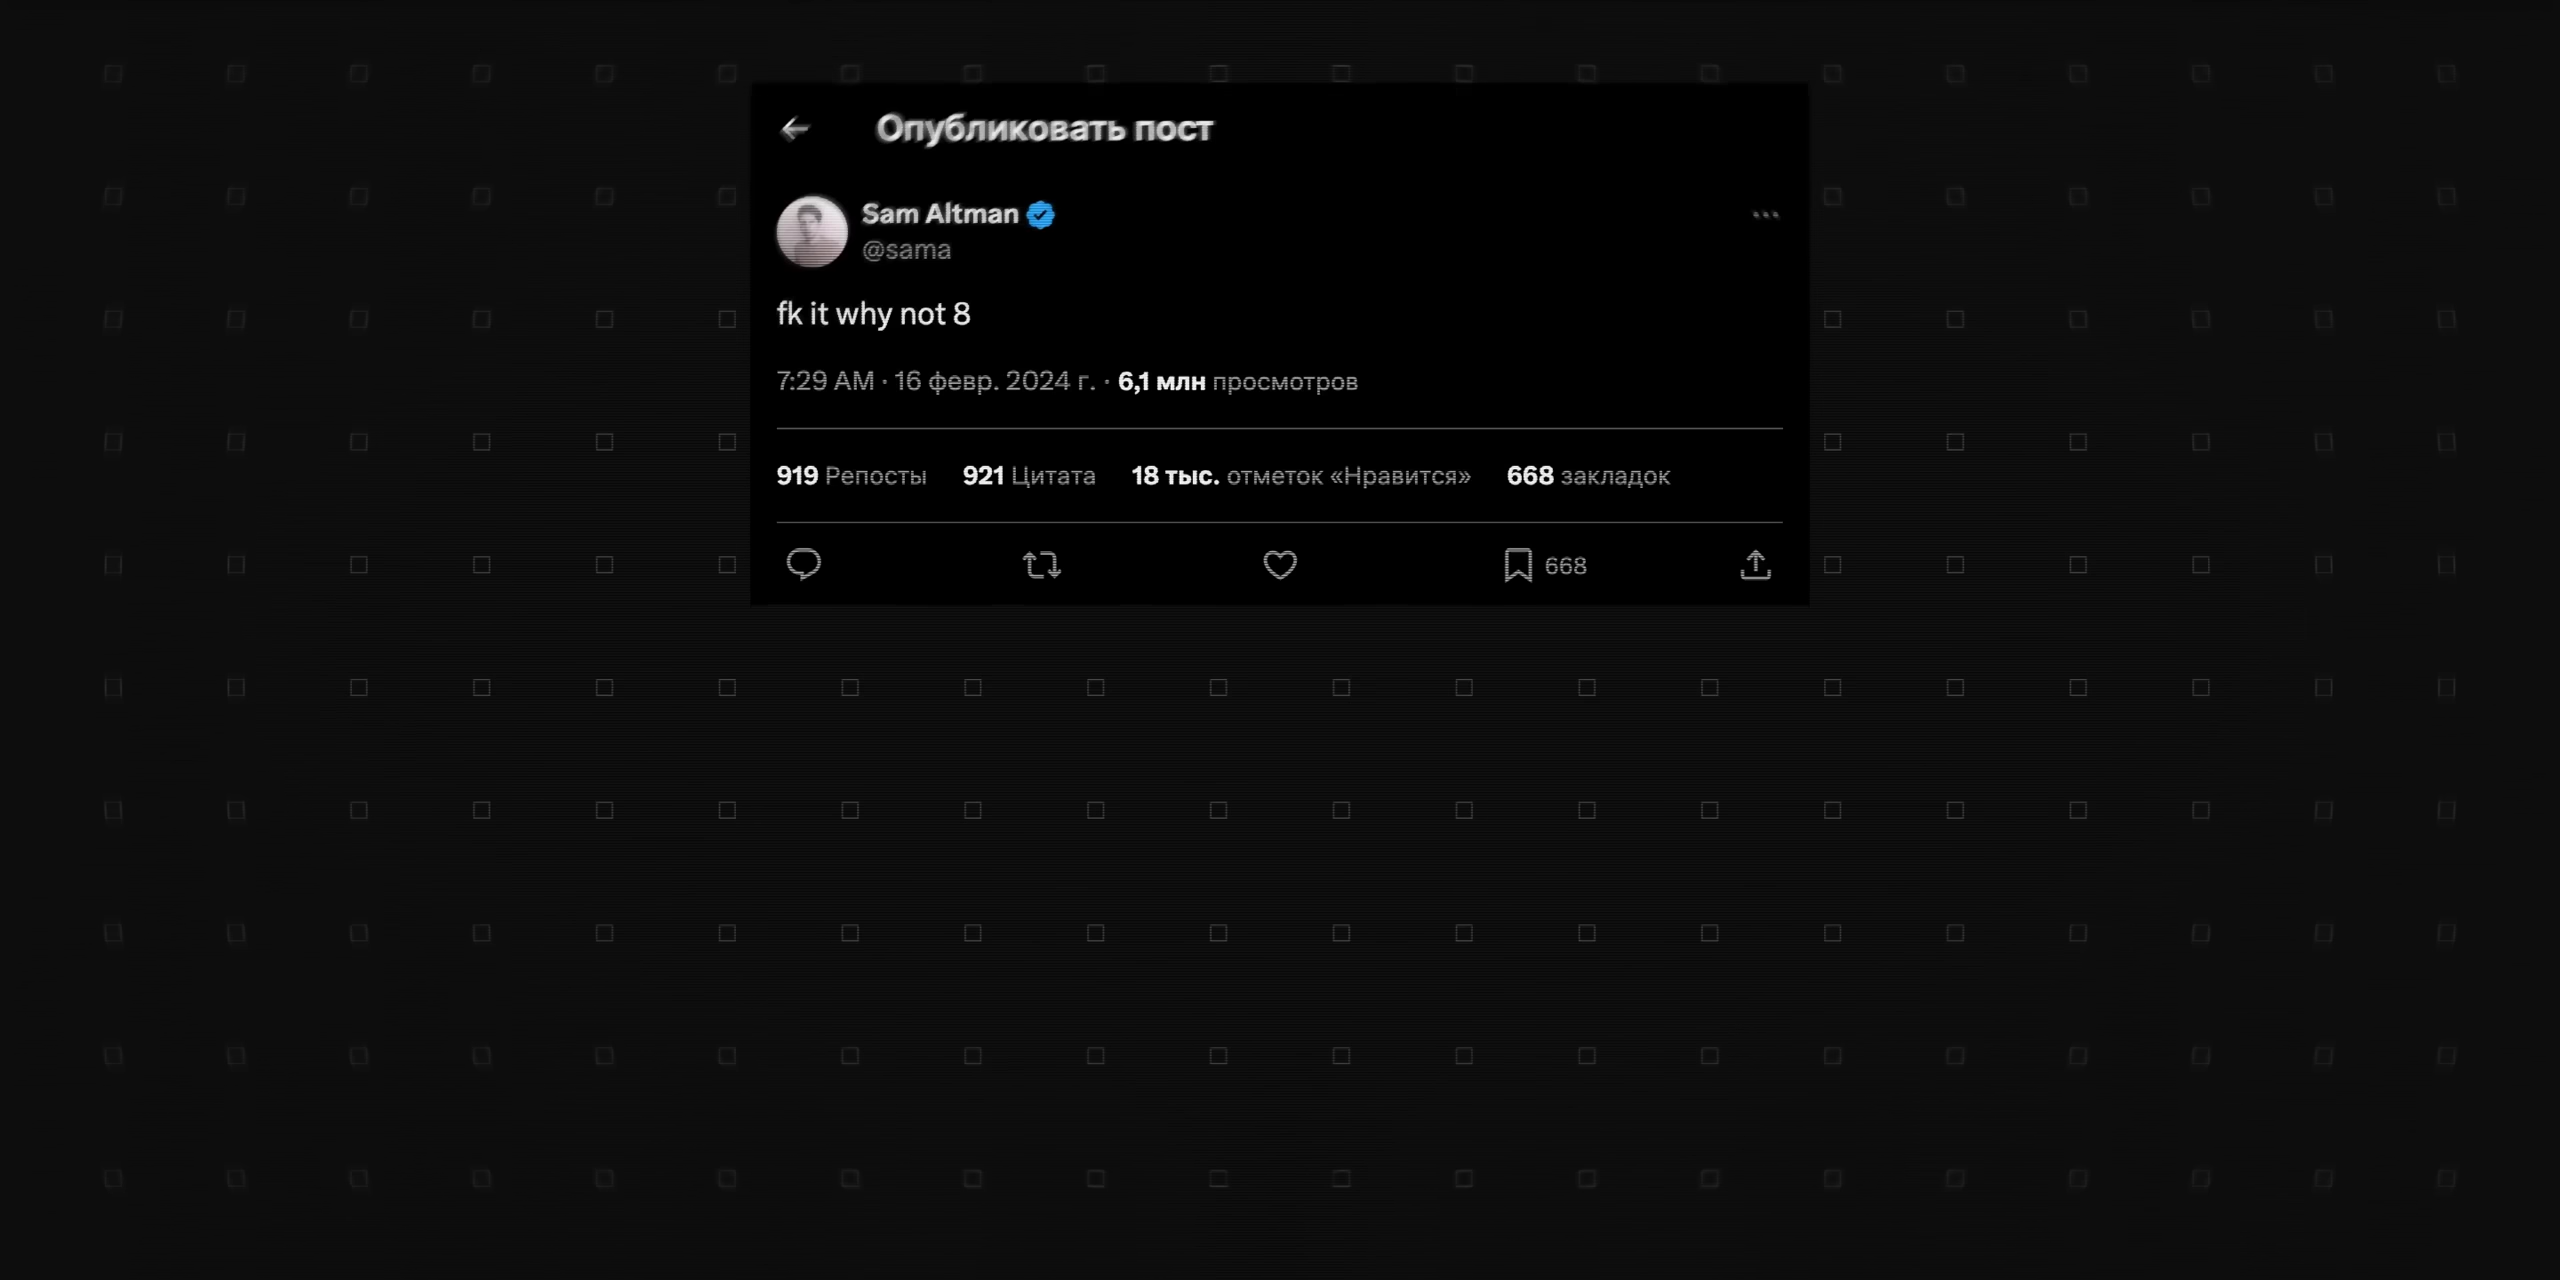 Опубликовать пост
Sam Altman
@sama
fk it why not 8
7:29 AM · 16 февр. 2024 г. · 6,1 млн просмотров
919 Репосты 921 Цитата 18 тыс. отметок «Нравится» 668 закладок
668